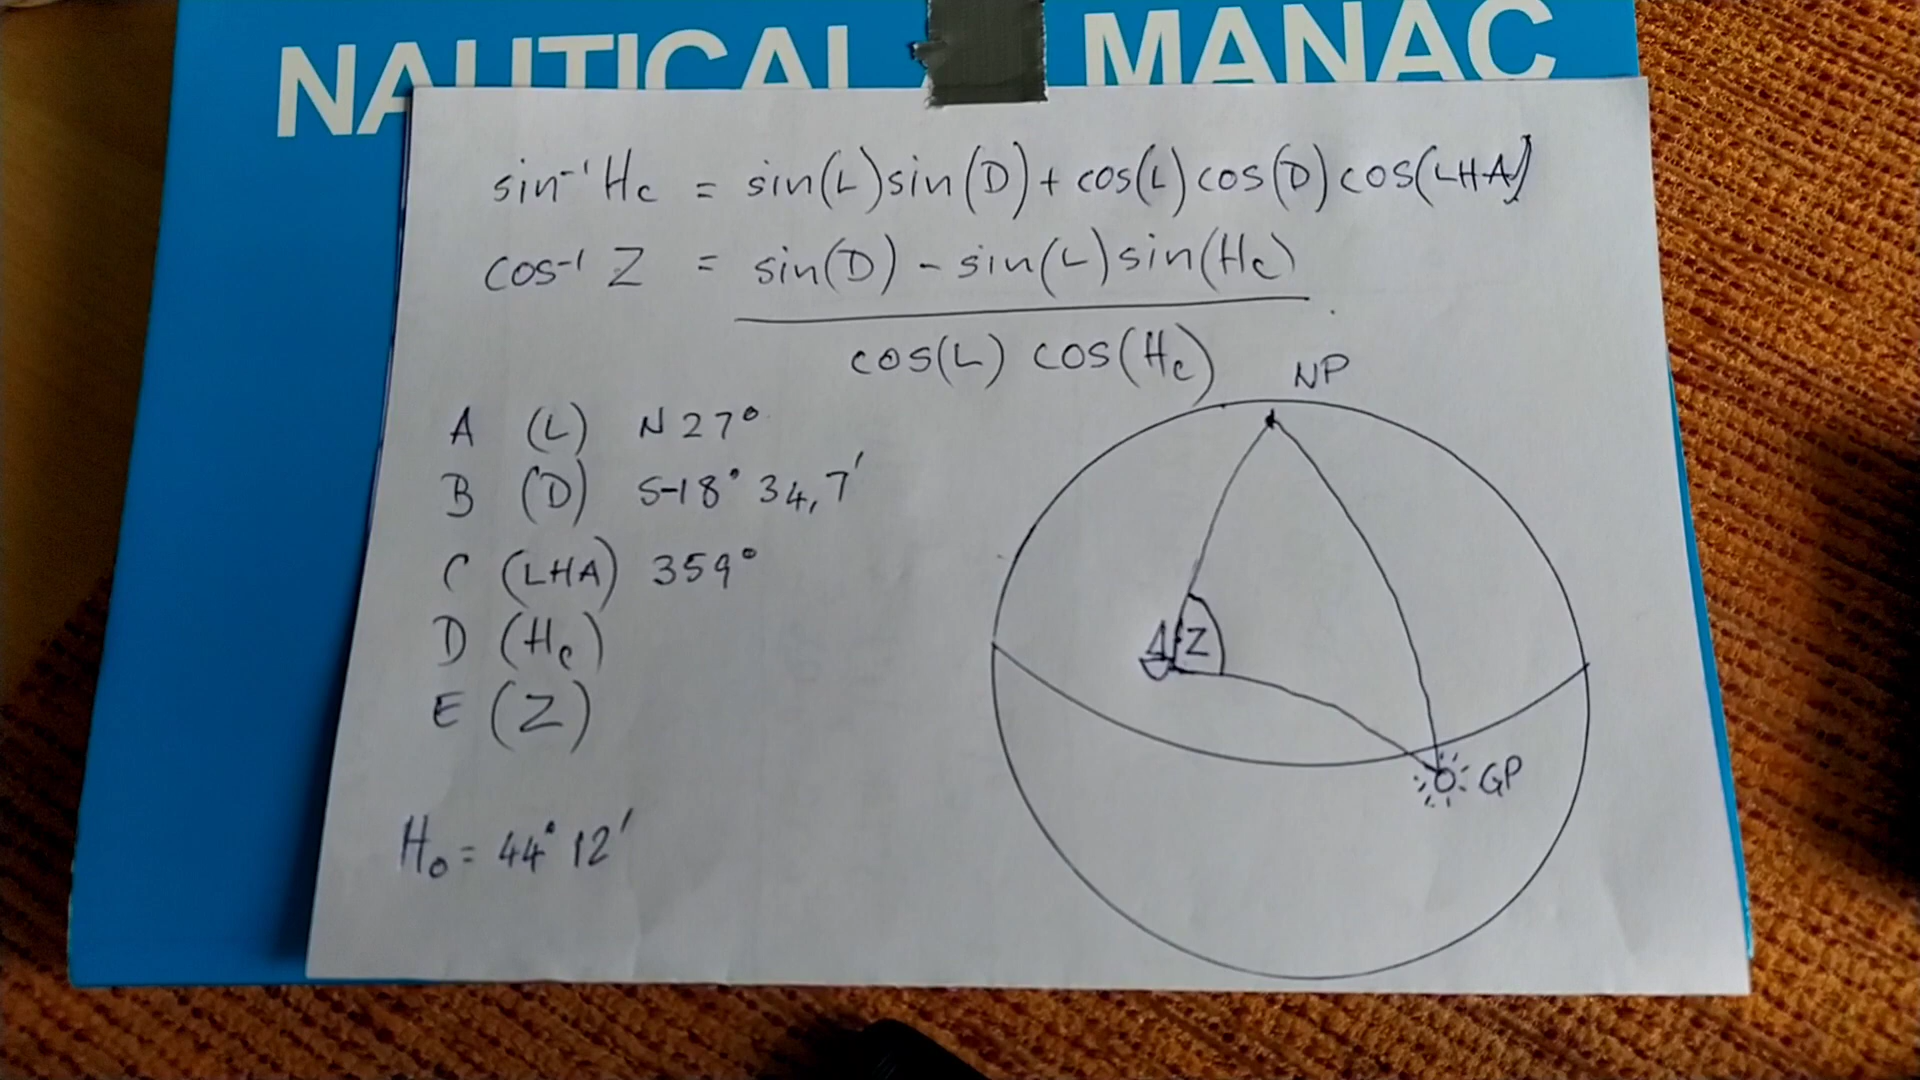 NAUTICAL MANAC
sin⁻¹ Hc = sin(L) sin(D) + cos(L) cos(D) cos(LHA)
cos⁻¹ Z = sin(D) - sin(L) sin(Hc)
cos(L) cos(Hc)
NP
A (L) N 27°
B (D) S-18° 34,7'
C (LHA) 359°
D (Hc)
Z
E (Z)
GP
Ho = 44° 12'